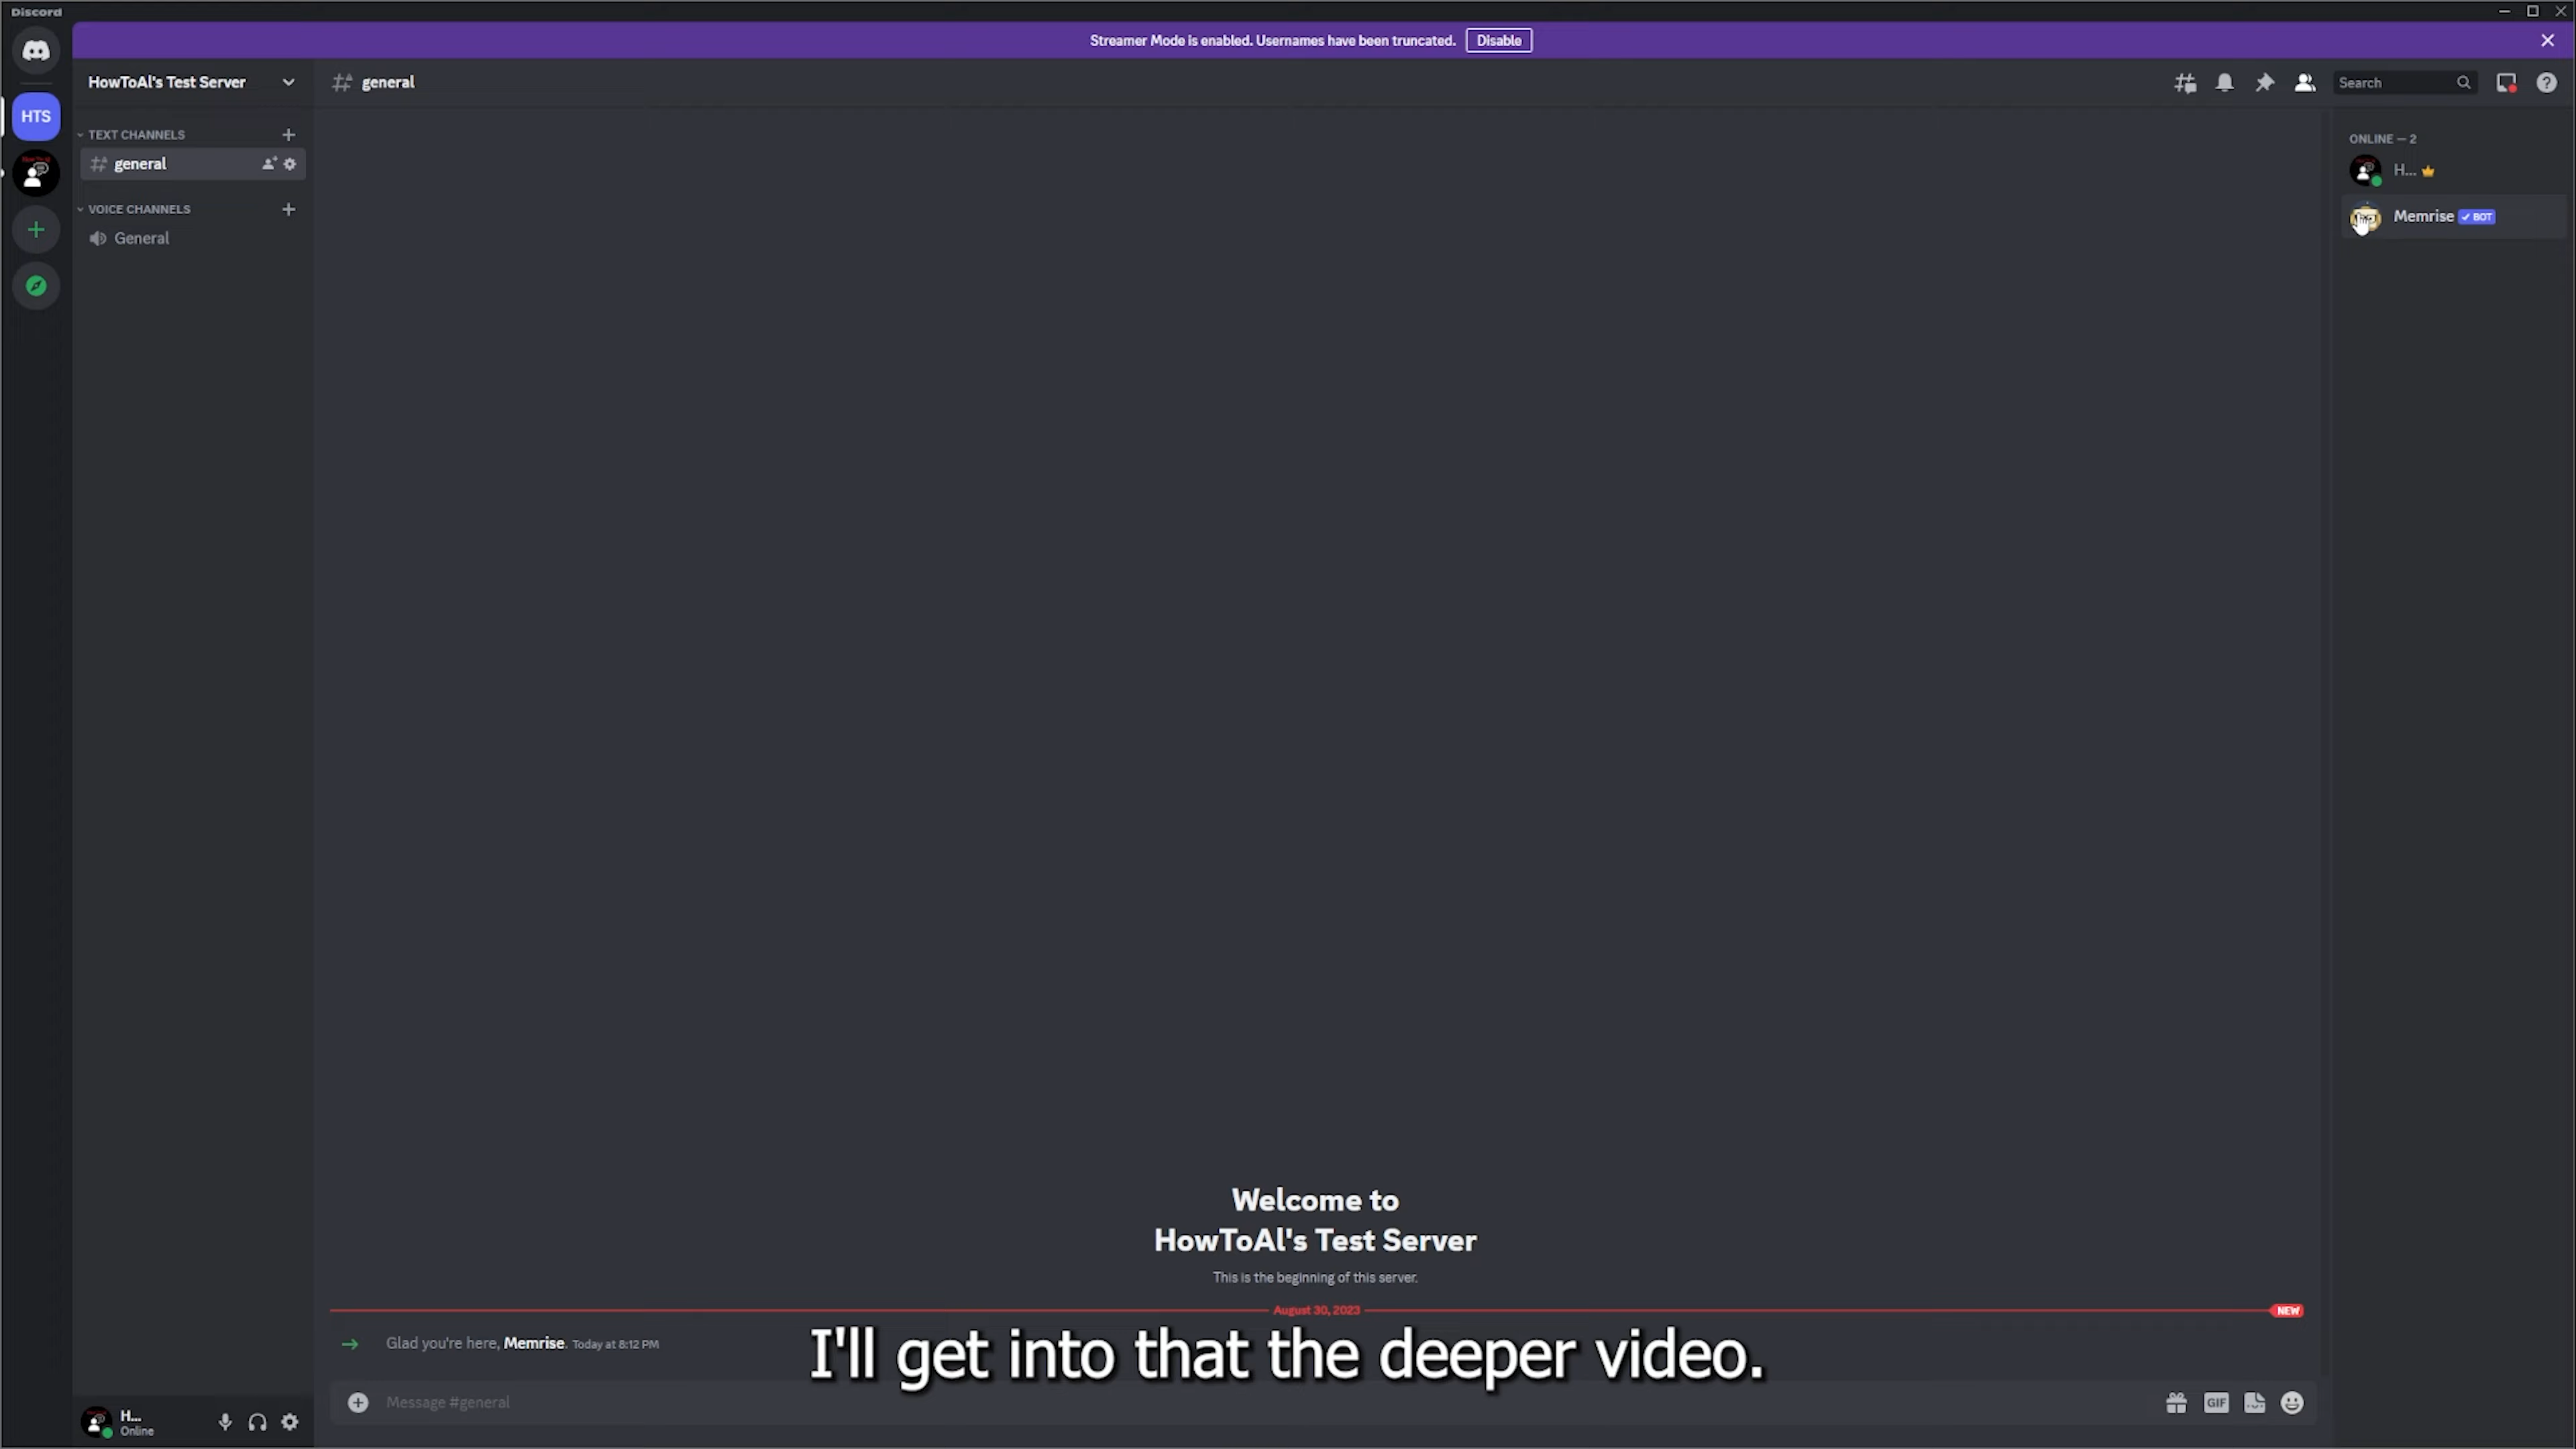 Discord
Streamer Mode is enabled. Usernames have been truncated. Disable
HowToAl's Test Server
general
Search
HTS
TEXT CHANNELS
general
VOICE CHANNELS
General
ONLINE — 2
H...
Memrise BOT
Welcome to
HowToAl's Test Server
This is the beginning of this server.
August 30, 2023 NEW
Glad you're here, Memrise. Today at 8:12 PM
I'll get into that the deeper video.
Message #general
GIF
H...
Online